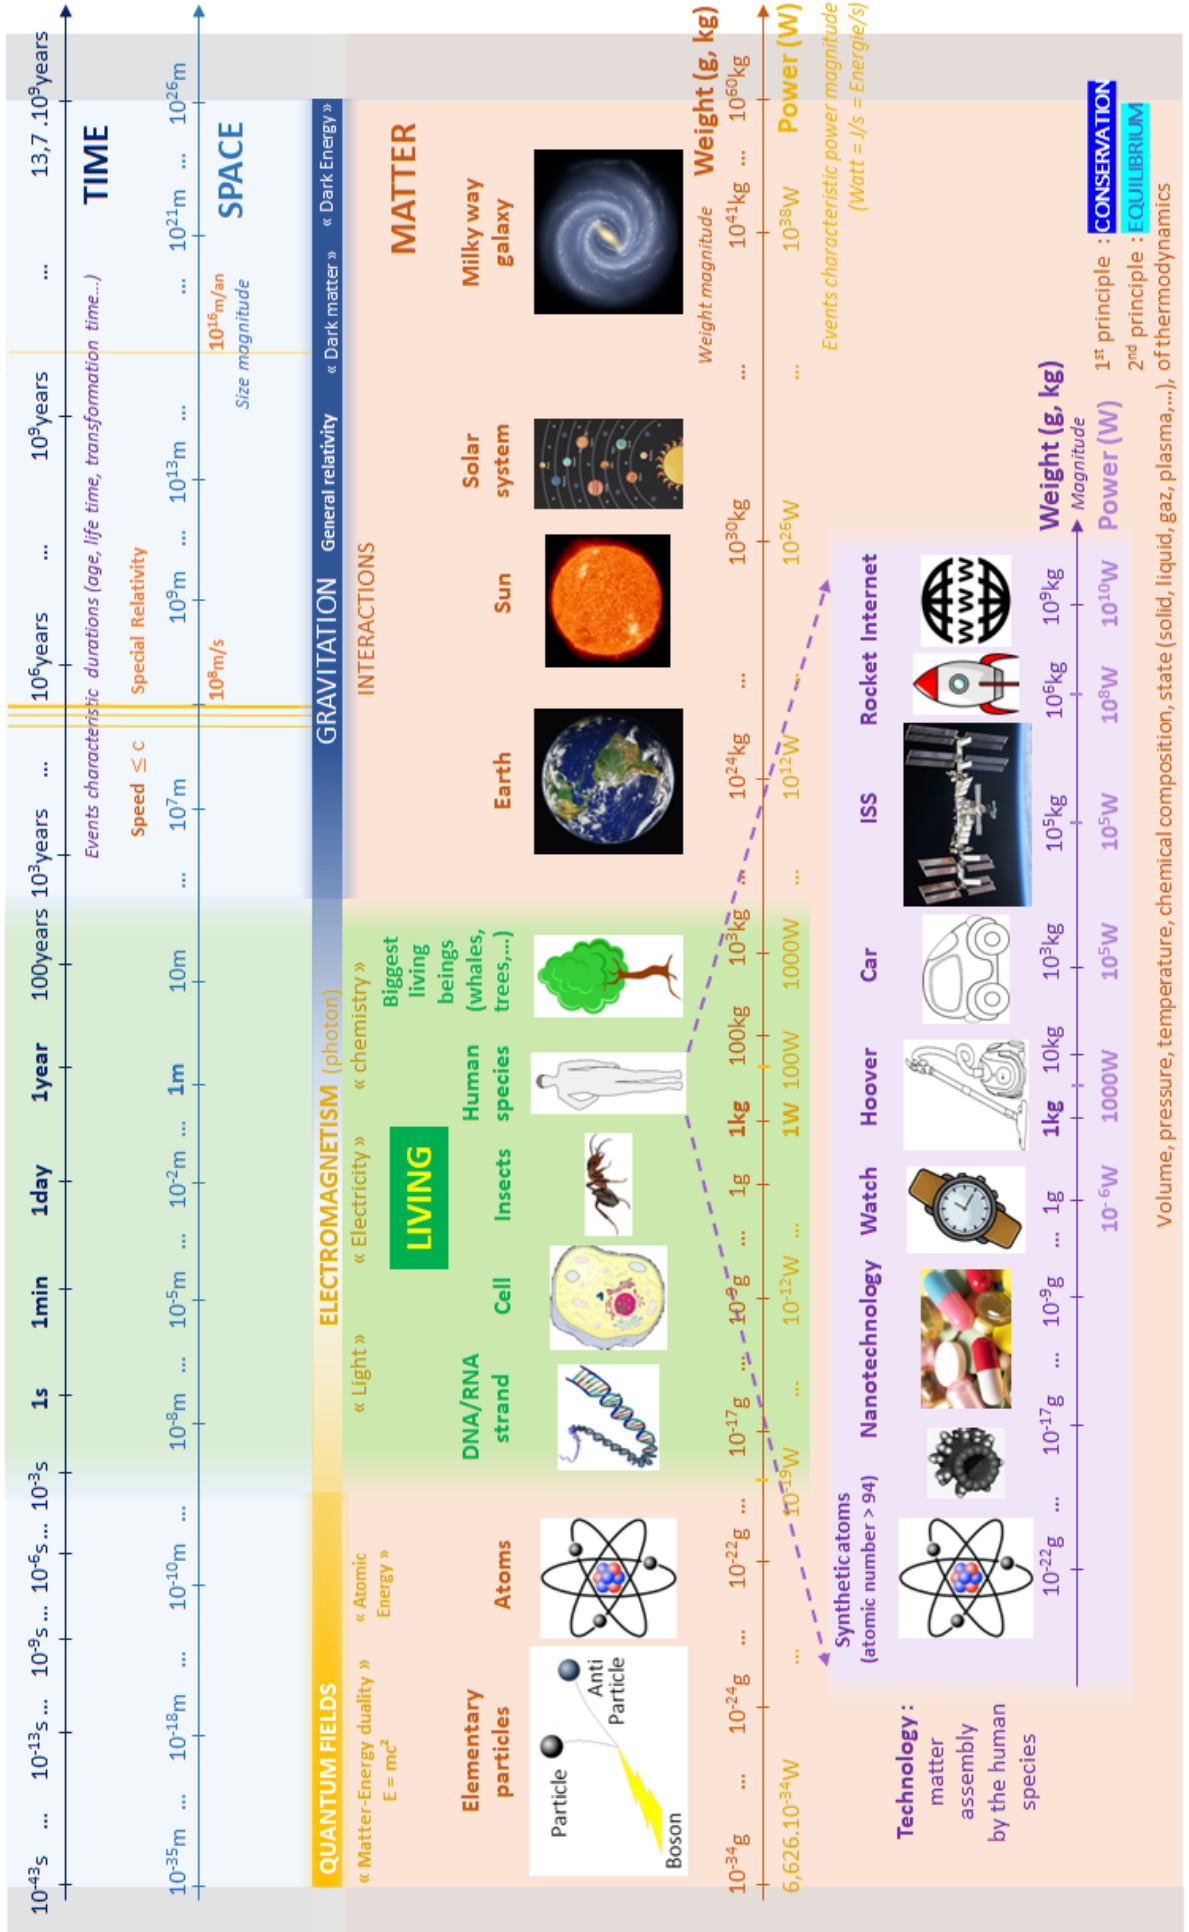 10⁻⁴³s ... 10⁻¹³s ... 10⁻⁹s ... 10⁻⁶s ... 10⁻³s 1s 1min 1day 1year 100years 10³years ... 10⁶years ... 10⁹years ... 13,7 .10⁹years
Events characteristic durations (age, life time, transformation time...)
TIME
Speed ≤ C Special Relativity
10⁻³⁵m ... 10⁻¹⁸m ... 10⁻¹⁰m ... 10⁻⁸m ... 10⁻⁵m ... 10⁻²m ... 1m 10m ... 10⁷m 10⁹m ... 10¹³m ... ... 10²¹m ... 10²⁶m
10⁸m/s 10¹⁶m/an
SPACE
Size magnitude
QUANTUM FIELDS ELECTROMAGNETISM (photon) GRAVITATION General relativity « Dark matter » « Dark Energy »
« Matter-Energy duality »
E = mc²
« Atomic
Energy »
« Light » « Electricity » « chemistry »
INTERACTIONS
MATTER
LIVING
Elementary
particles
Atoms
DNA/RNA
strand
Cell
Insects
Human
species
Biggest
living
beings
(whales,
trees,...)
Earth
Sun
Solar
system
Milky way
galaxy
Particle
Anti
Particle
Boson
Weight magnitude
10⁻³⁴g ... 10⁻²⁴g ... 10⁻²²g ... 10⁻¹⁷g ... 10⁻⁹g ... 1g 1kg 100kg 10³kg ... 10²⁴kg ... 10³⁰kg ... 10⁴¹kg ... 10⁶⁰kg
Weight (g, kg)
6,626.10⁻³⁴W ... 10⁻¹⁹W ... 10⁻¹²W ... 1W 100W 1000W ... 10¹²W ... 10²⁶W ... 10³⁸W
Power (W)
Events characteristic power magnitude
(Watt = J/s = Energie/s)
Technology :
matter
assembly
by the human
species
Synthetic atoms
(atomic number > 94)
Nanotechnology Watch Hoover Car ISS Rocket Internet
WWW
10⁻²²g ... 10⁻¹⁷g ... 10⁻⁹g ... 1g 1kg 10kg 10³kg 10⁵kg 10⁶kg 10⁹kg
Weight (g, kg)
Magnitude
10⁻⁶W 1000W 10⁵W 10⁵W 10⁸W 10¹⁰W
Power (W)
1st principle : CONSERVATION
2nd principle : EQUILIBRIUM
of thermodynamics
Volume, pressure, temperature, chemical composition, state (solid, liquid, gaz, plasma,...),